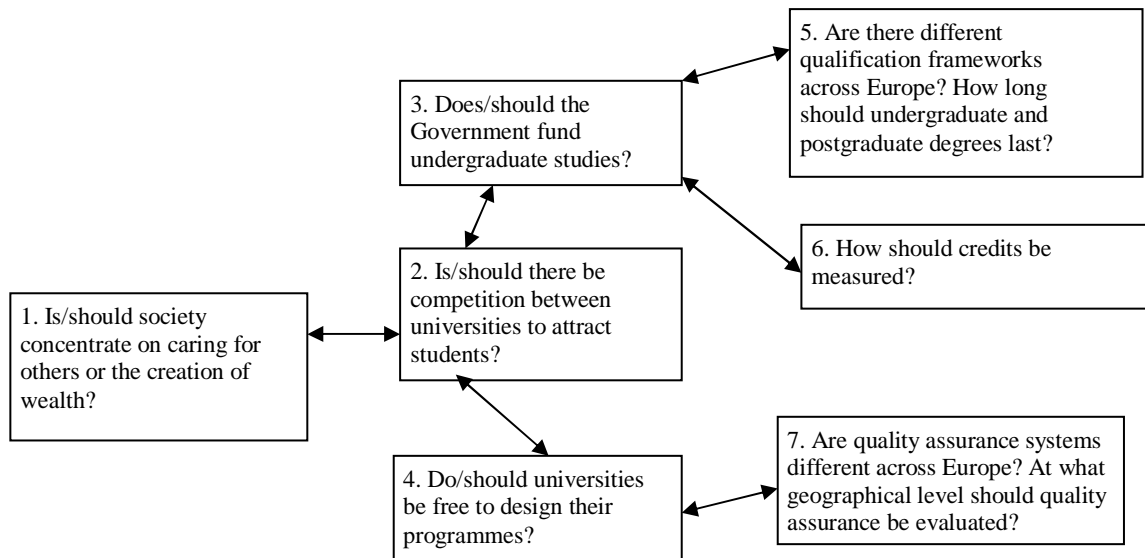 1. Is/should society
concentrate on caring for
others or the creation of
wealth?
2. Is/should there be
competition between
universities to attract
students?
3. Does/should the
Government fund
undergraduate studies?
4. Do/should universities
be free to design their
programmes?
5. Are there different
qualification frameworks
across Europe? How long
should undergraduate and
postgraduate degrees last?
6. How should credits be
measured?
7. Are quality assurance systems
different across Europe? At what
geographical level should quality
assurance be evaluated?